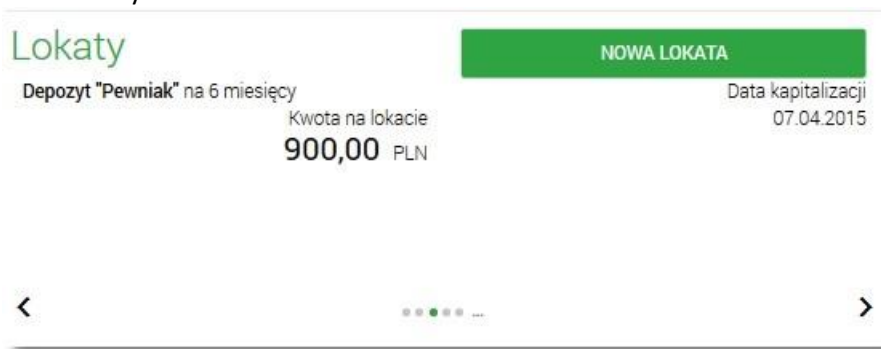 Lokaty
NOWA LOKATA
Depozyt "Pewniak" na 6 miesięcy
Data kapitalizacji
Kwota na lokacie
07.04.2015
900,00 PLN
...